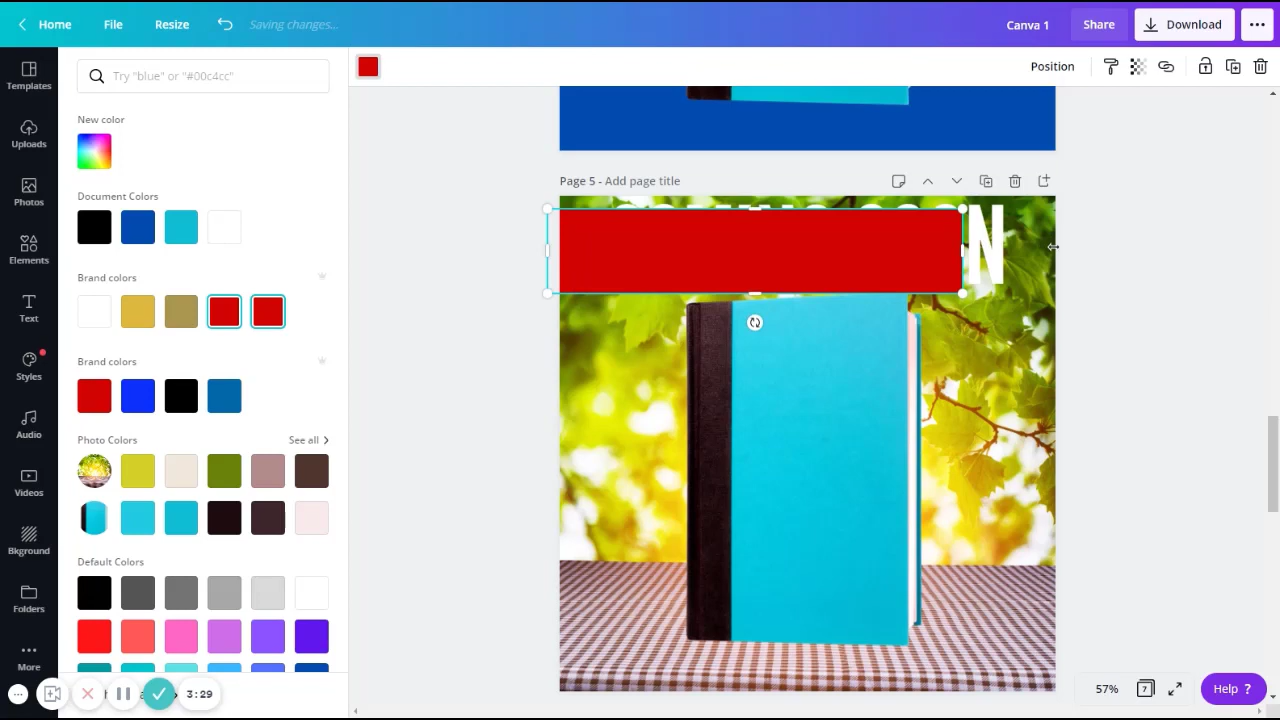 Home
File
Resize
Saving changes...
Canva 1
Share
Download
Templates
Uploads
Photos
Elements
Text
Styles
Audio
Videos
Bkground
Folders
More
Try "blue" or "#00c4cc"
New color
Document Colors
Brand colors
Brand colors
Photo Colors
See all
Default Colors
3:29
Position
Page 5 - Add page title
N
57%
7
Help ?